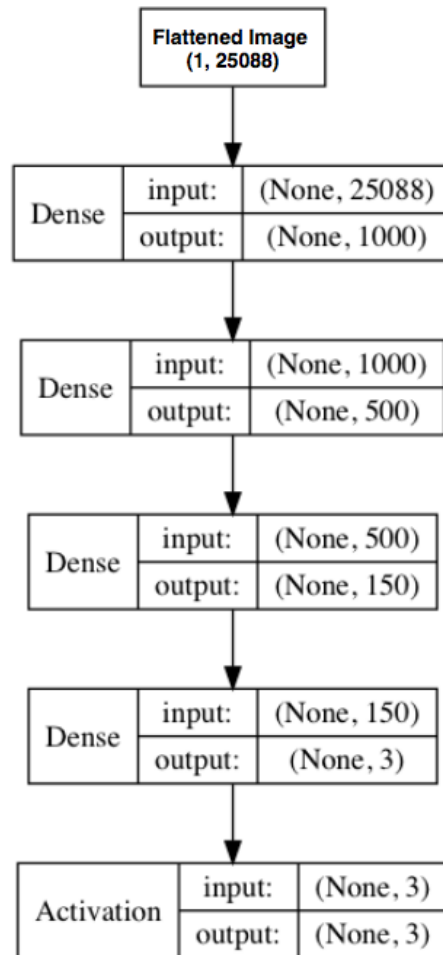 Flattened Image
(1, 25088)
Dense
input: (None, 25088)
output: (None, 1000)
Dense
input: (None, 1000)
output: (None, 500)
Dense
input: (None, 500)
output: (None, 150)
Dense
input: (None, 150)
output: (None, 3)
Activation
input: (None, 3)
output: (None, 3)